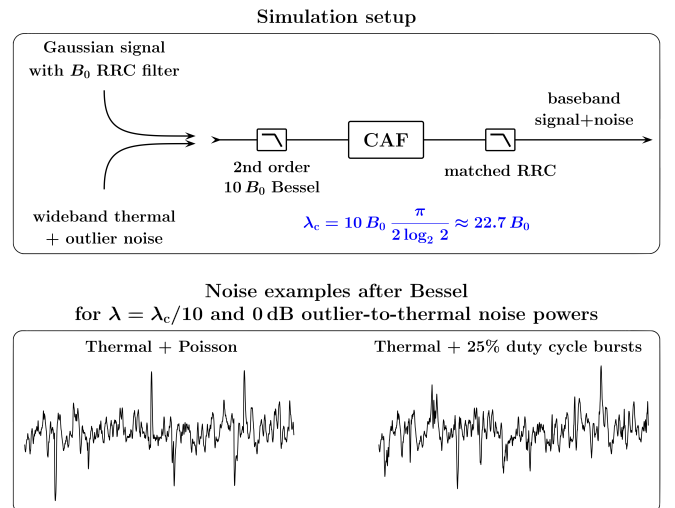 Simulation setup
Gaussian signal
with B₀ RRC filter
wideband thermal
+ outlier noise
2nd order
10 B₀ Bessel
CAF
matched RRC
baseband
signal+noise
λc = 10 B₀ π / (2 log₂ 2) ≈ 22.7 B₀
Noise examples after Bessel
for λ = λc/10 and 0 dB outlier-to-thermal noise powers
Thermal + Poisson
Thermal + 25% duty cycle bursts